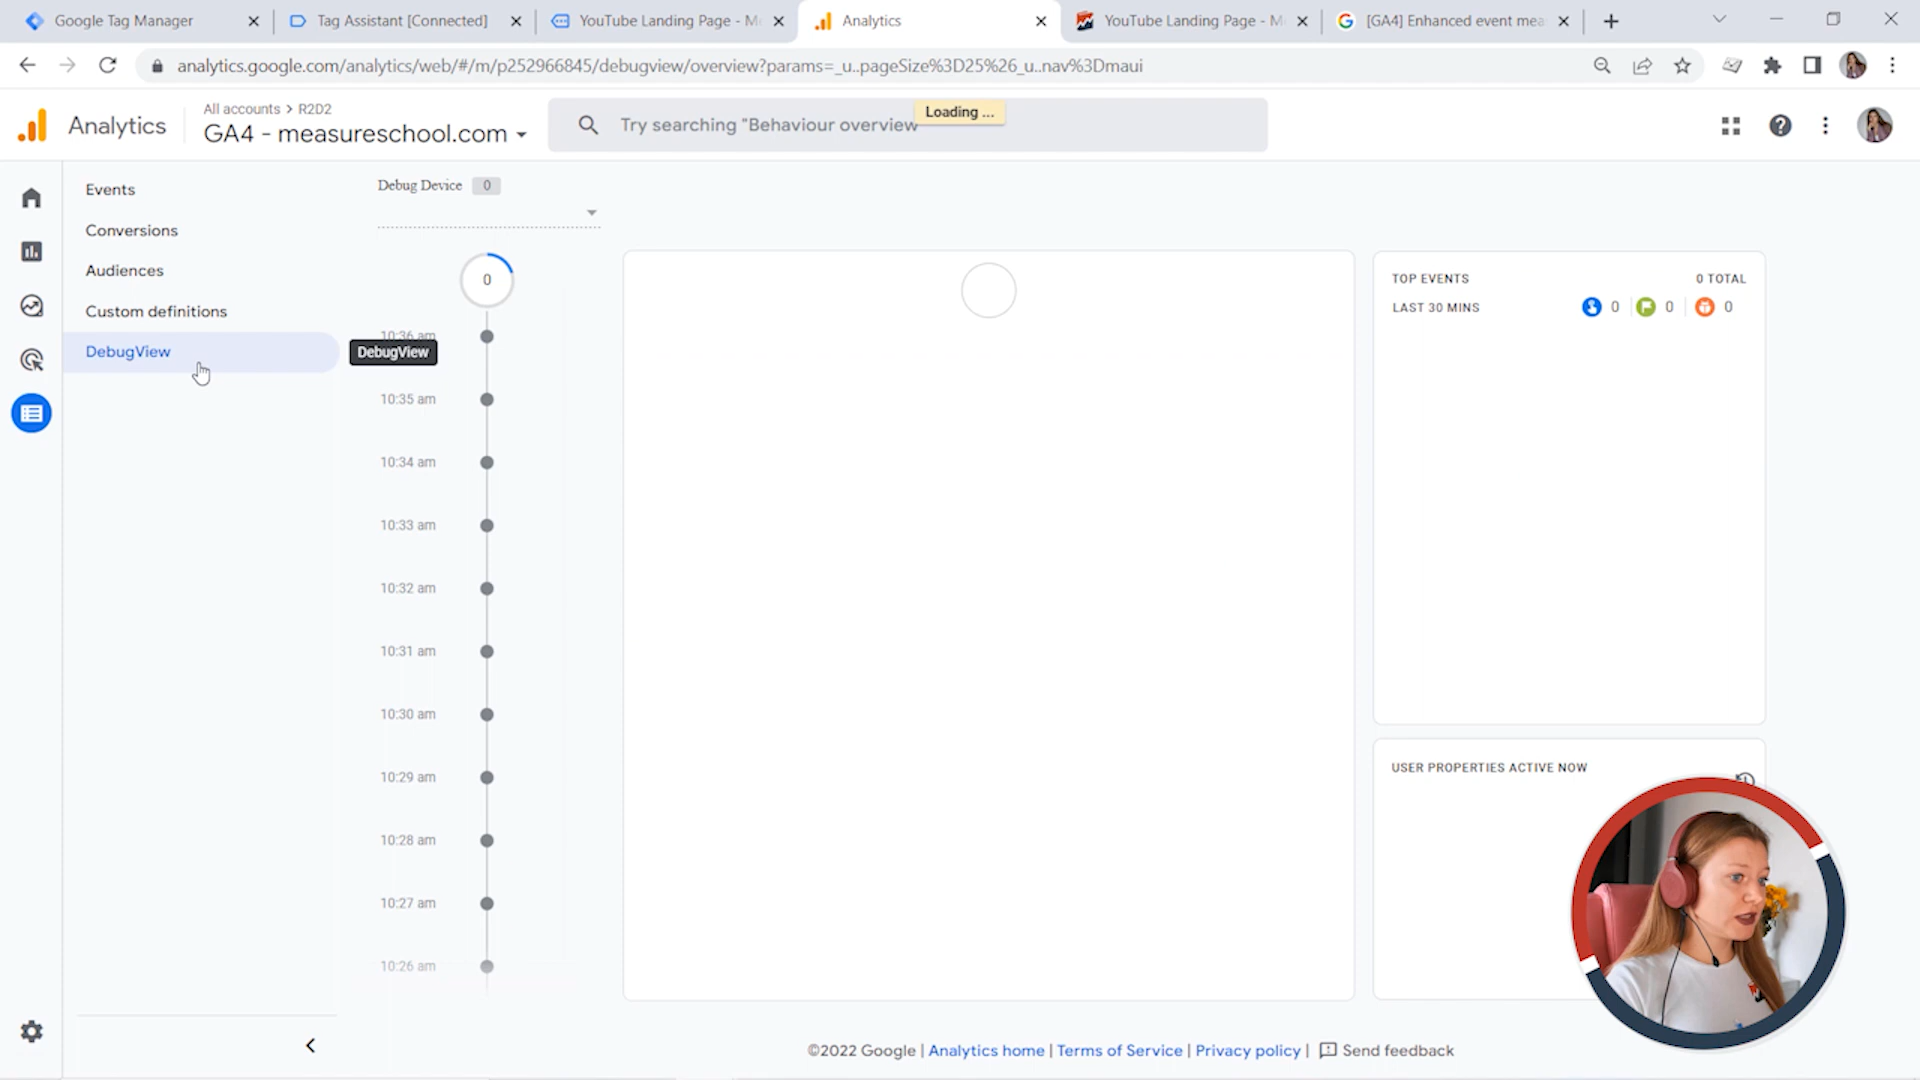 Google Tag Manager
Tag Assistant [Connected]
YouTube Landing Page - M
Analytics
YouTube Landing Page - M
[GA4] Enhanced event mea
analytics.google.com/analytics/web/#/m/p252966845/debugview/overview?params=_u..pageSize%3D25%26_u..nav%3Dmaui
Analytics
All accounts > R2D2
GA4 - measureschool.com
Try searching "Behaviour overview"
Loading ...
Events
Conversions
Audiences
Custom definitions
DebugView
DebugView
Debug Device 0
0
10:36 am
10:35 am
10:34 am
10:33 am
10:32 am
10:31 am
10:30 am
10:29 am
10:28 am
10:27 am
10:26 am
TOP EVENTS
0 TOTAL
LAST 30 MINS
0
0
0
USER PROPERTIES ACTIVE NOW
©2022 Google | Analytics home | Terms of Service | Privacy policy | Send feedback